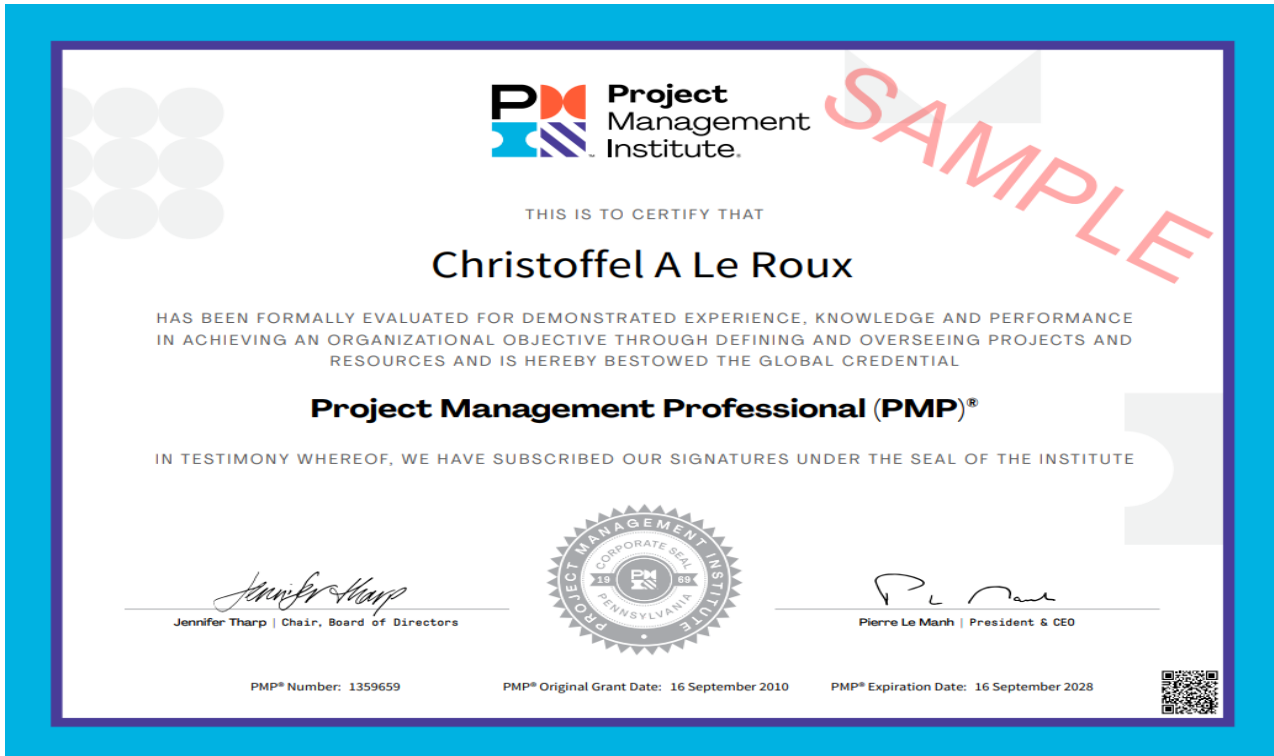 Project
Management
Institute.
SAMPLE
THIS IS TO CERTIFY THAT
Christoffel A Le Roux
HAS BEEN FORMALLY EVALUATED FOR DEMONSTRATED EXPERIENCE, KNOWLEDGE AND PERFORMANCE
IN ACHIEVING AN ORGANIZATIONAL OBJECTIVE THROUGH DEFINING AND OVERSEEING PROJECTS AND
RESOURCES AND IS HEREBY BESTOWED THE GLOBAL CREDENTIAL
Project Management Professional (PMP)®
IN TESTIMONY WHEREOF, WE HAVE SUBSCRIBED OUR SIGNATURES UNDER THE SEAL OF THE INSTITUTE
PROJECT MANAGEMENT INSTITUTE
CORPORATE SEAL
19 69
PENNSYLVANIA
Jennifer Tharp
Jennifer Tharp | Chair, Board of Directors
Pierre Le Manh | President & CEO
PMP® Number: 1359659
PMP® Original Grant Date: 16 September 2010
PMP® Expiration Date: 16 September 2028